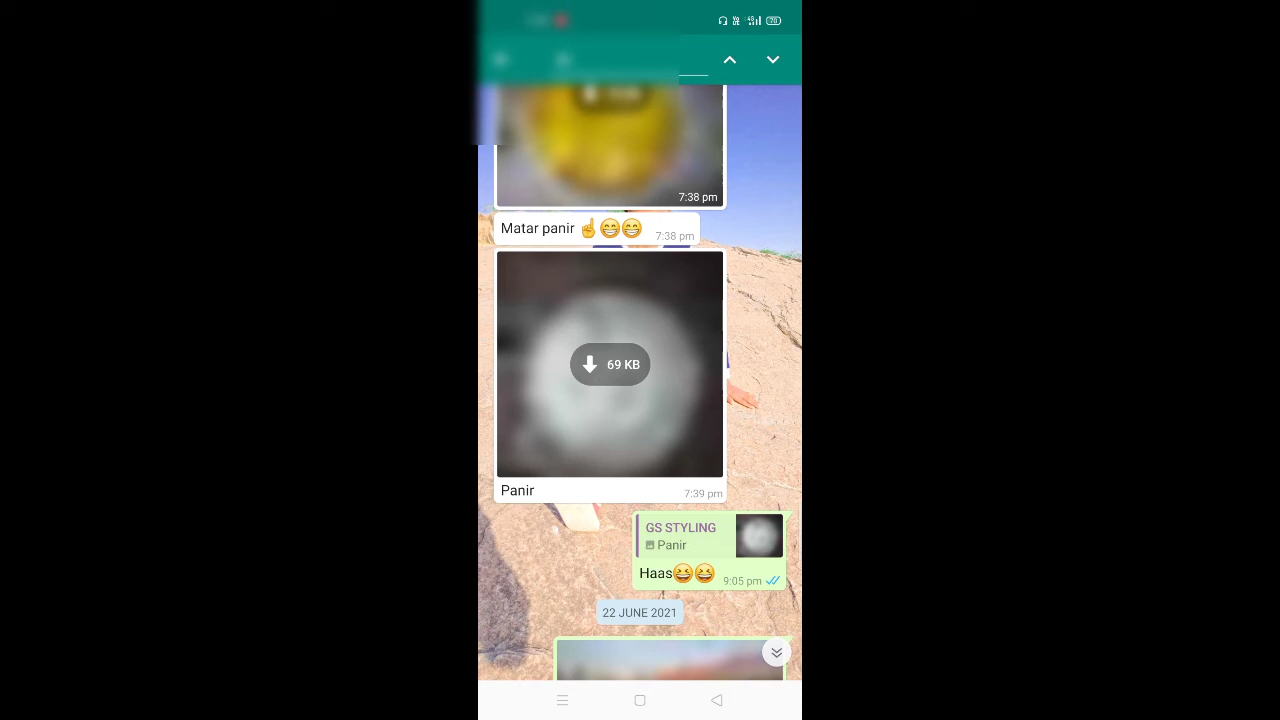 70
7:38 pm
Matar panir ☝😁😁 7:38 pm
69 KB
Panir 7:39 pm
GS STYLING
Panir
Haas😆😆 9:05 pm
22 JUNE 2021